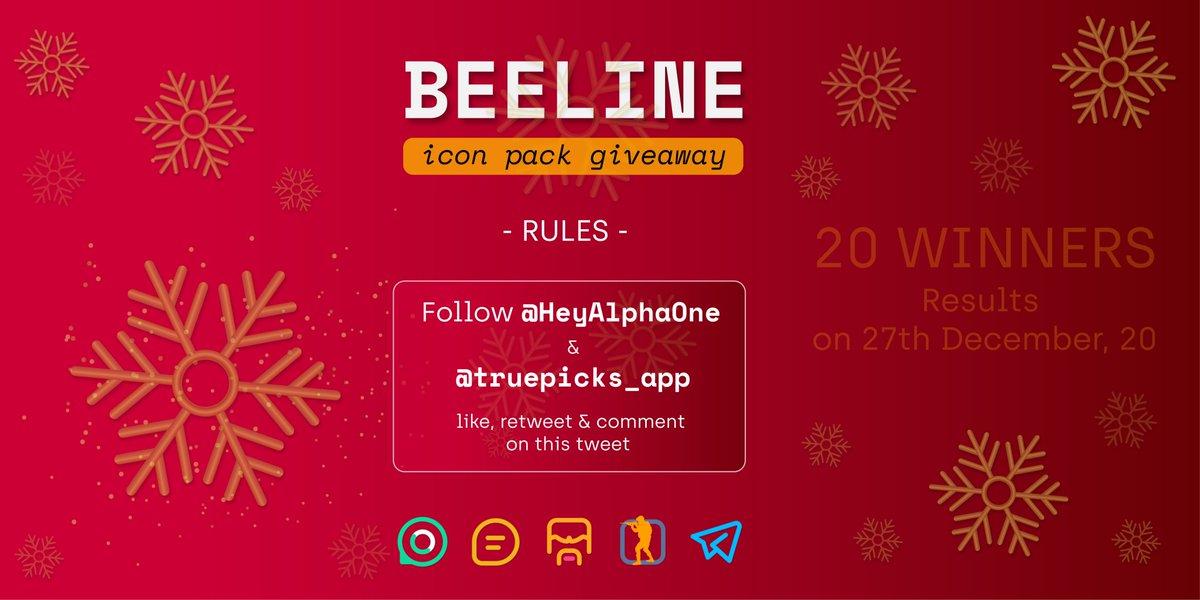 BEELINE
icon pack giveaway
- RULES -
Follow @HeyAlphaOne
&
@truepicks_app
like, retweet & comment
on this tweet
20 WINNERS
Results
on 27th December, 20